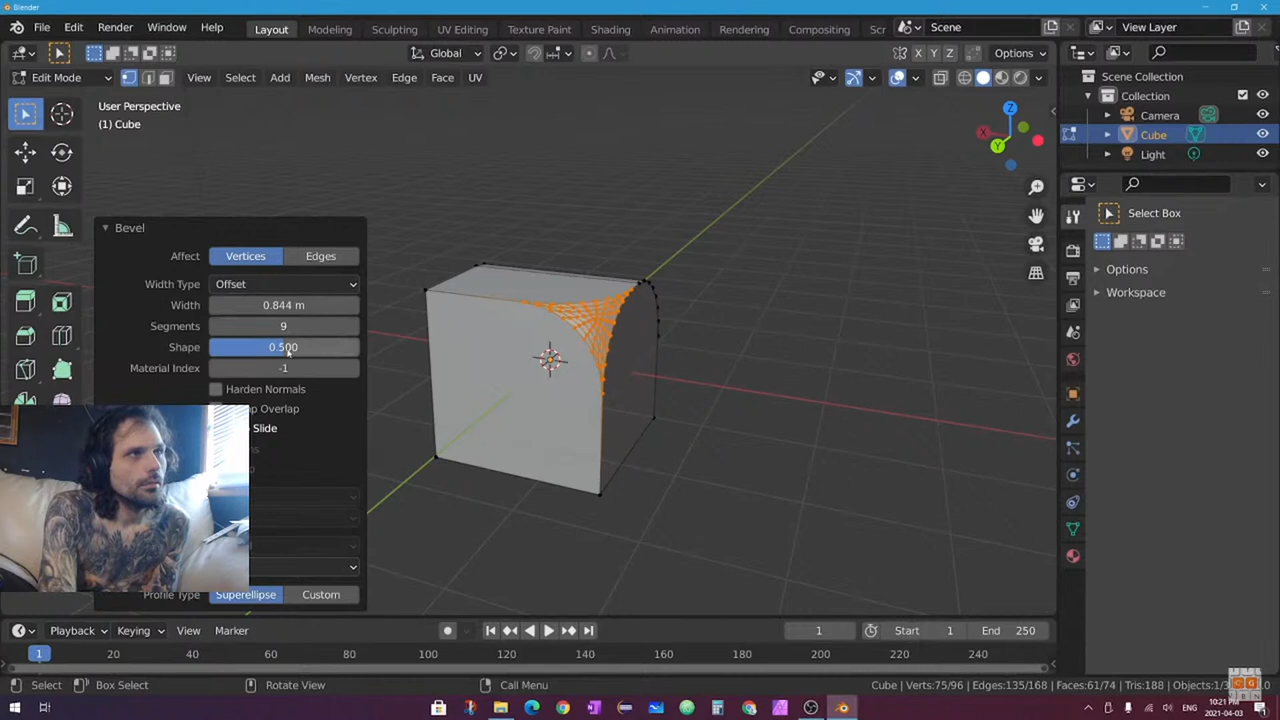 Blender
File Edit Render Window Help Layout Modeling Sculpting UV Editing Texture Paint Shading Animation Rendering Compositing Scr Scene View Layer
Global X Y Z Options
Edit Mode View Select Add Mesh Vertex Edge Face UV
Scene Collection
Collection
Camera
Cube
Light
User Perspective
(1) Cube
Z
X
Y
Select Box
Options
Workspace
Bevel
Affect Vertices Edges
Width Type Offset
Width 0.844 m
Segments 9
Shape 0.500
Material Index -1
Harden Normals
p Overlap
Slide
Profile Type Superellipse Custom
Playback Keying View Marker 1 Start 1 End 250
1 20 40 60 80 100 120 140 160 180 200 220 240
Select Box Select Rotate View Call Menu Cube | Verts:75/96 | Edges:135/168 | Faces:61/74 | Tris:188 | Objects:1/
10:21 PM
2021-04-03